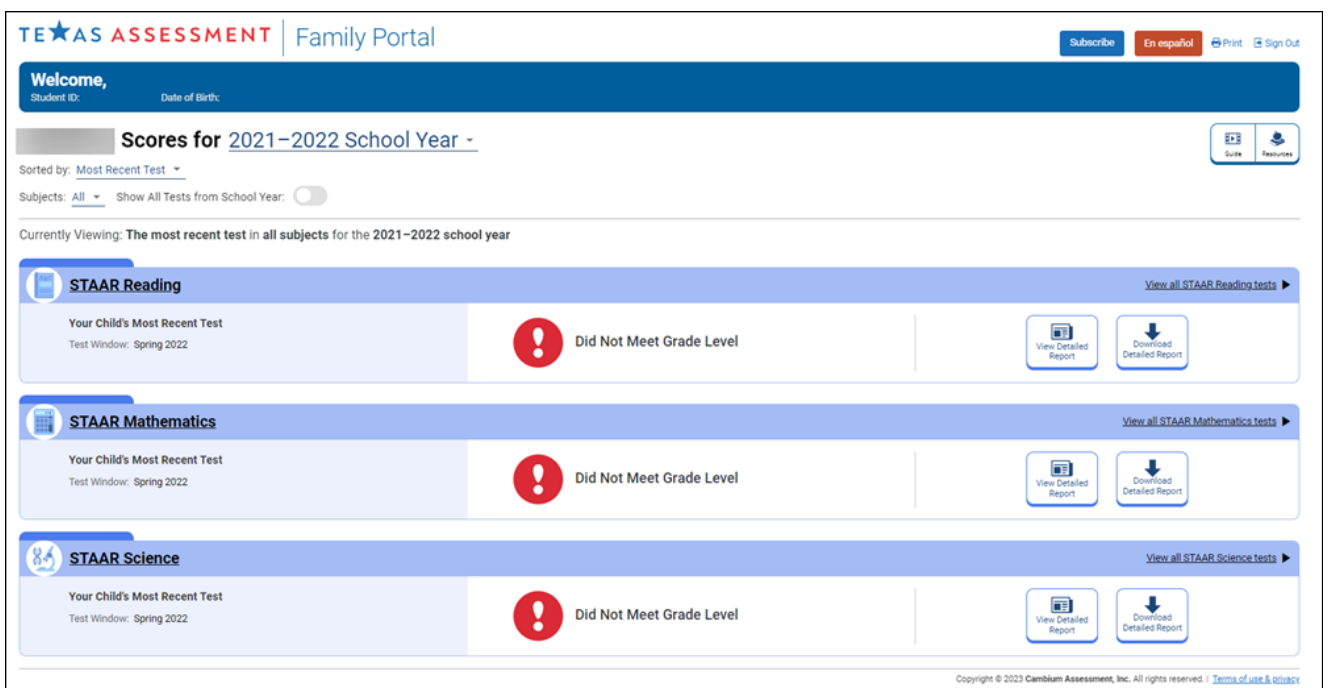 TEXAS ASSESSMENT Family Portal
Subscribe En español Print Sign Out
Welcome,
Student ID: Date of Birth:
Scores for 2021–2022 School Year
Guide Resources
Sorted by: Most Recent Test
Subjects: All Show All Tests from School Year:
Currently Viewing: The most recent test in all subjects for the 2021–2022 school year
STAAR Reading View all STAAR Reading tests
Your Child's Most Recent Test
Test Window: Spring 2022
Did Not Meet Grade Level
View Detailed
Report
Download
Detailed Report
STAAR Mathematics View all STAAR Mathematics tests
Your Child's Most Recent Test
Test Window: Spring 2022
Did Not Meet Grade Level
View Detailed
Report
Download
Detailed Report
STAAR Science View all STAAR Science tests
Your Child's Most Recent Test
Test Window: Spring 2022
Did Not Meet Grade Level
View Detailed
Report
Download
Detailed Report
Copyright © 2023 Cambium Assessment, Inc. All rights reserved. | Terms of use & privacy